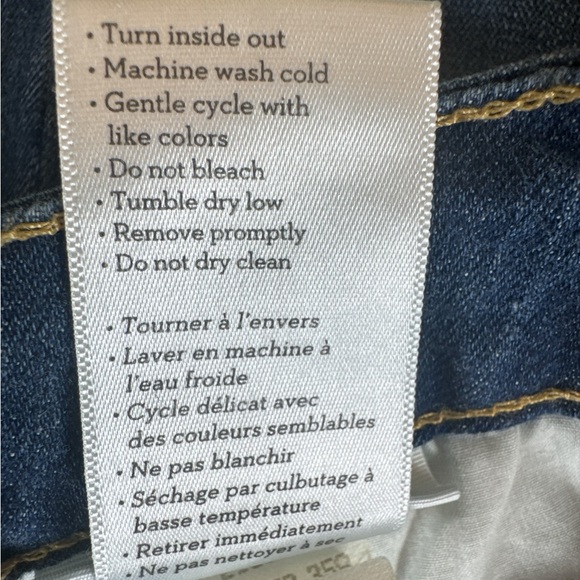 • Turn inside out
• Machine wash cold
• Gentle cycle with
like colors
• Do not bleach
• Tumble dry low
• Remove promptly
• Do not dry clean
• Tourner à l'envers
• Laver en machine à
l'eau froide
• Cycle délicat avec
des couleurs semblables
• Ne pas blanchir
• Séchage par culbutage à
basse température
• Retirer immédiatement
• Ne pas nettoyer à sec